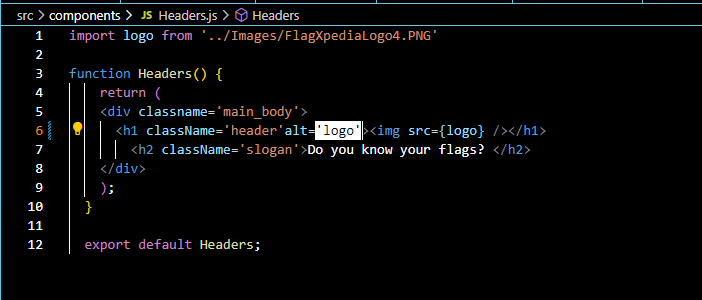 src > components > JS Headers.js > Headers
1 import logo from '../Images/FlagXpediaLogo4.PNG'
2
3 function Headers() {
4 return (
5 <div classname='main_body'>
6 <h1 className='header'alt='logo'><img src={logo} /></h1>
7 <h2 className='slogan'>Do you know your flags? </h2>
8 </div>
9 );
10 }
11
12 export default Headers;